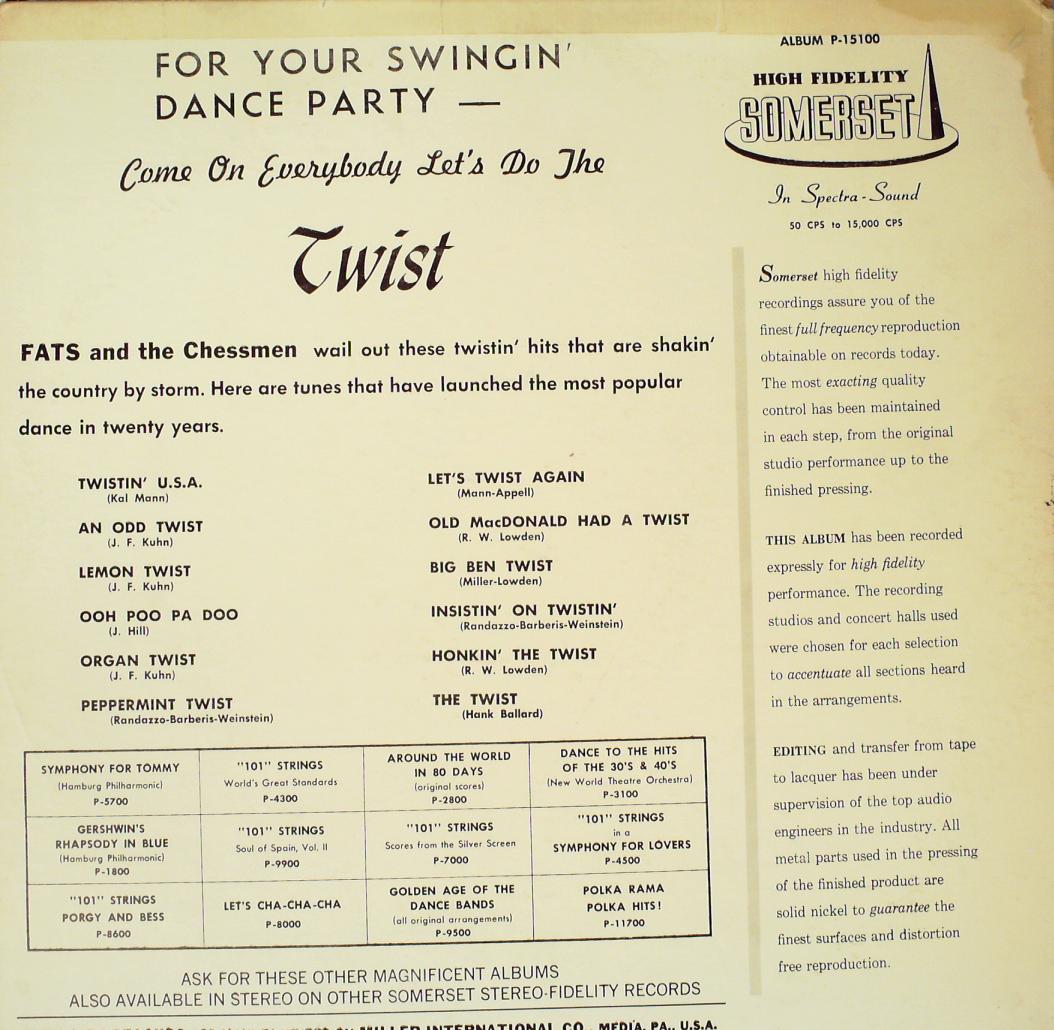 FOR YOUR SWINGIN'
DANCE PARTY —
Come On Everybody Let's Do The
Twist
FATS and the Chessmen wail out these twistin' hits that are shakin'
the country by storm. Here are tunes that have launched the most popular
dance in twenty years.
TWISTIN' U.S.A.
(Kal Mann)
AN ODD TWIST
(J. F. Kuhn)
LEMON TWIST
(J. F. Kuhn)
OOH POO PA DOO
(J. Hill)
ORGAN TWIST
(J. F. Kuhn)
PEPPERMINT TWIST
(Randazzo-Barberis-Weinstein)
LET'S TWIST AGAIN
(Mann-Appell)
OLD MacDONALD HAD A TWIST
(R. W. Lowden)
BIG BEN TWIST
(Miller-Lowden)
INSISTIN' ON TWISTIN'
(Randazzo-Barberis-Weinstein)
HONKIN' THE TWIST
(R. W. Lowden)
THE TWIST
(Hank Ballard)
SYMPHONY FOR TOMMY
(Hamburg Philharmonic)
P-5700
"101" STRINGS
World's Great Standards
P-4300
AROUND THE WORLD
IN 80 DAYS
(original scores)
P-2800
DANCE TO THE HITS
OF THE 30'S & 40'S
(New World Theatre Orchestra)
P-3100
GERSHWIN'S
RHAPSODY IN BLUE
(Hamburg Philharmonic)
P-1800
"101" STRINGS
Soul of Spain, Vol. II
P-9900
"101" STRINGS
Scores from the Silver Screen
P-7000
"101" STRINGS
in a
SYMPHONY FOR LOVERS
P-4500
"101" STRINGS
PORGY AND BESS
P-8600
LET'S CHA-CHA-CHA
P-8000
GOLDEN AGE OF THE
DANCE BANDS
(all original arrangements)
P-9500
POLKA RAMA
POLKA HITS!
P-11700
ASK FOR THESE OTHER MAGNIFICENT ALBUMS
ALSO AVAILABLE IN STEREO ON OTHER SOMERSET STEREO-FIDELITY RECORDS
MILLER INTERNATIONAL CO., MEDIA, PA., U.S.A.
ALBUM P-15100
HIGH FIDELITY
SOMERSET
In Spectra-Sound
50 CPS to 15,000 CPS
Somerset high fidelity
recordings assure you of the
finest full frequency reproduction
obtainable on records today.
The most exacting quality
control has been maintained
in each step, from the original
studio performance up to the
finished pressing.
THIS ALBUM has been recorded
expressly for high fidelity
performance. The recording
studios and concert halls used
were chosen for each selection
to accentuate all sections heard
in the arrangements.
EDITING and transfer from tape
to lacquer has been under
supervision of the top audio
engineers in the industry. All
metal parts used in the pressing
of the finished product are
solid nickel to guarantee the
finest surfaces and distortion
free reproduction.